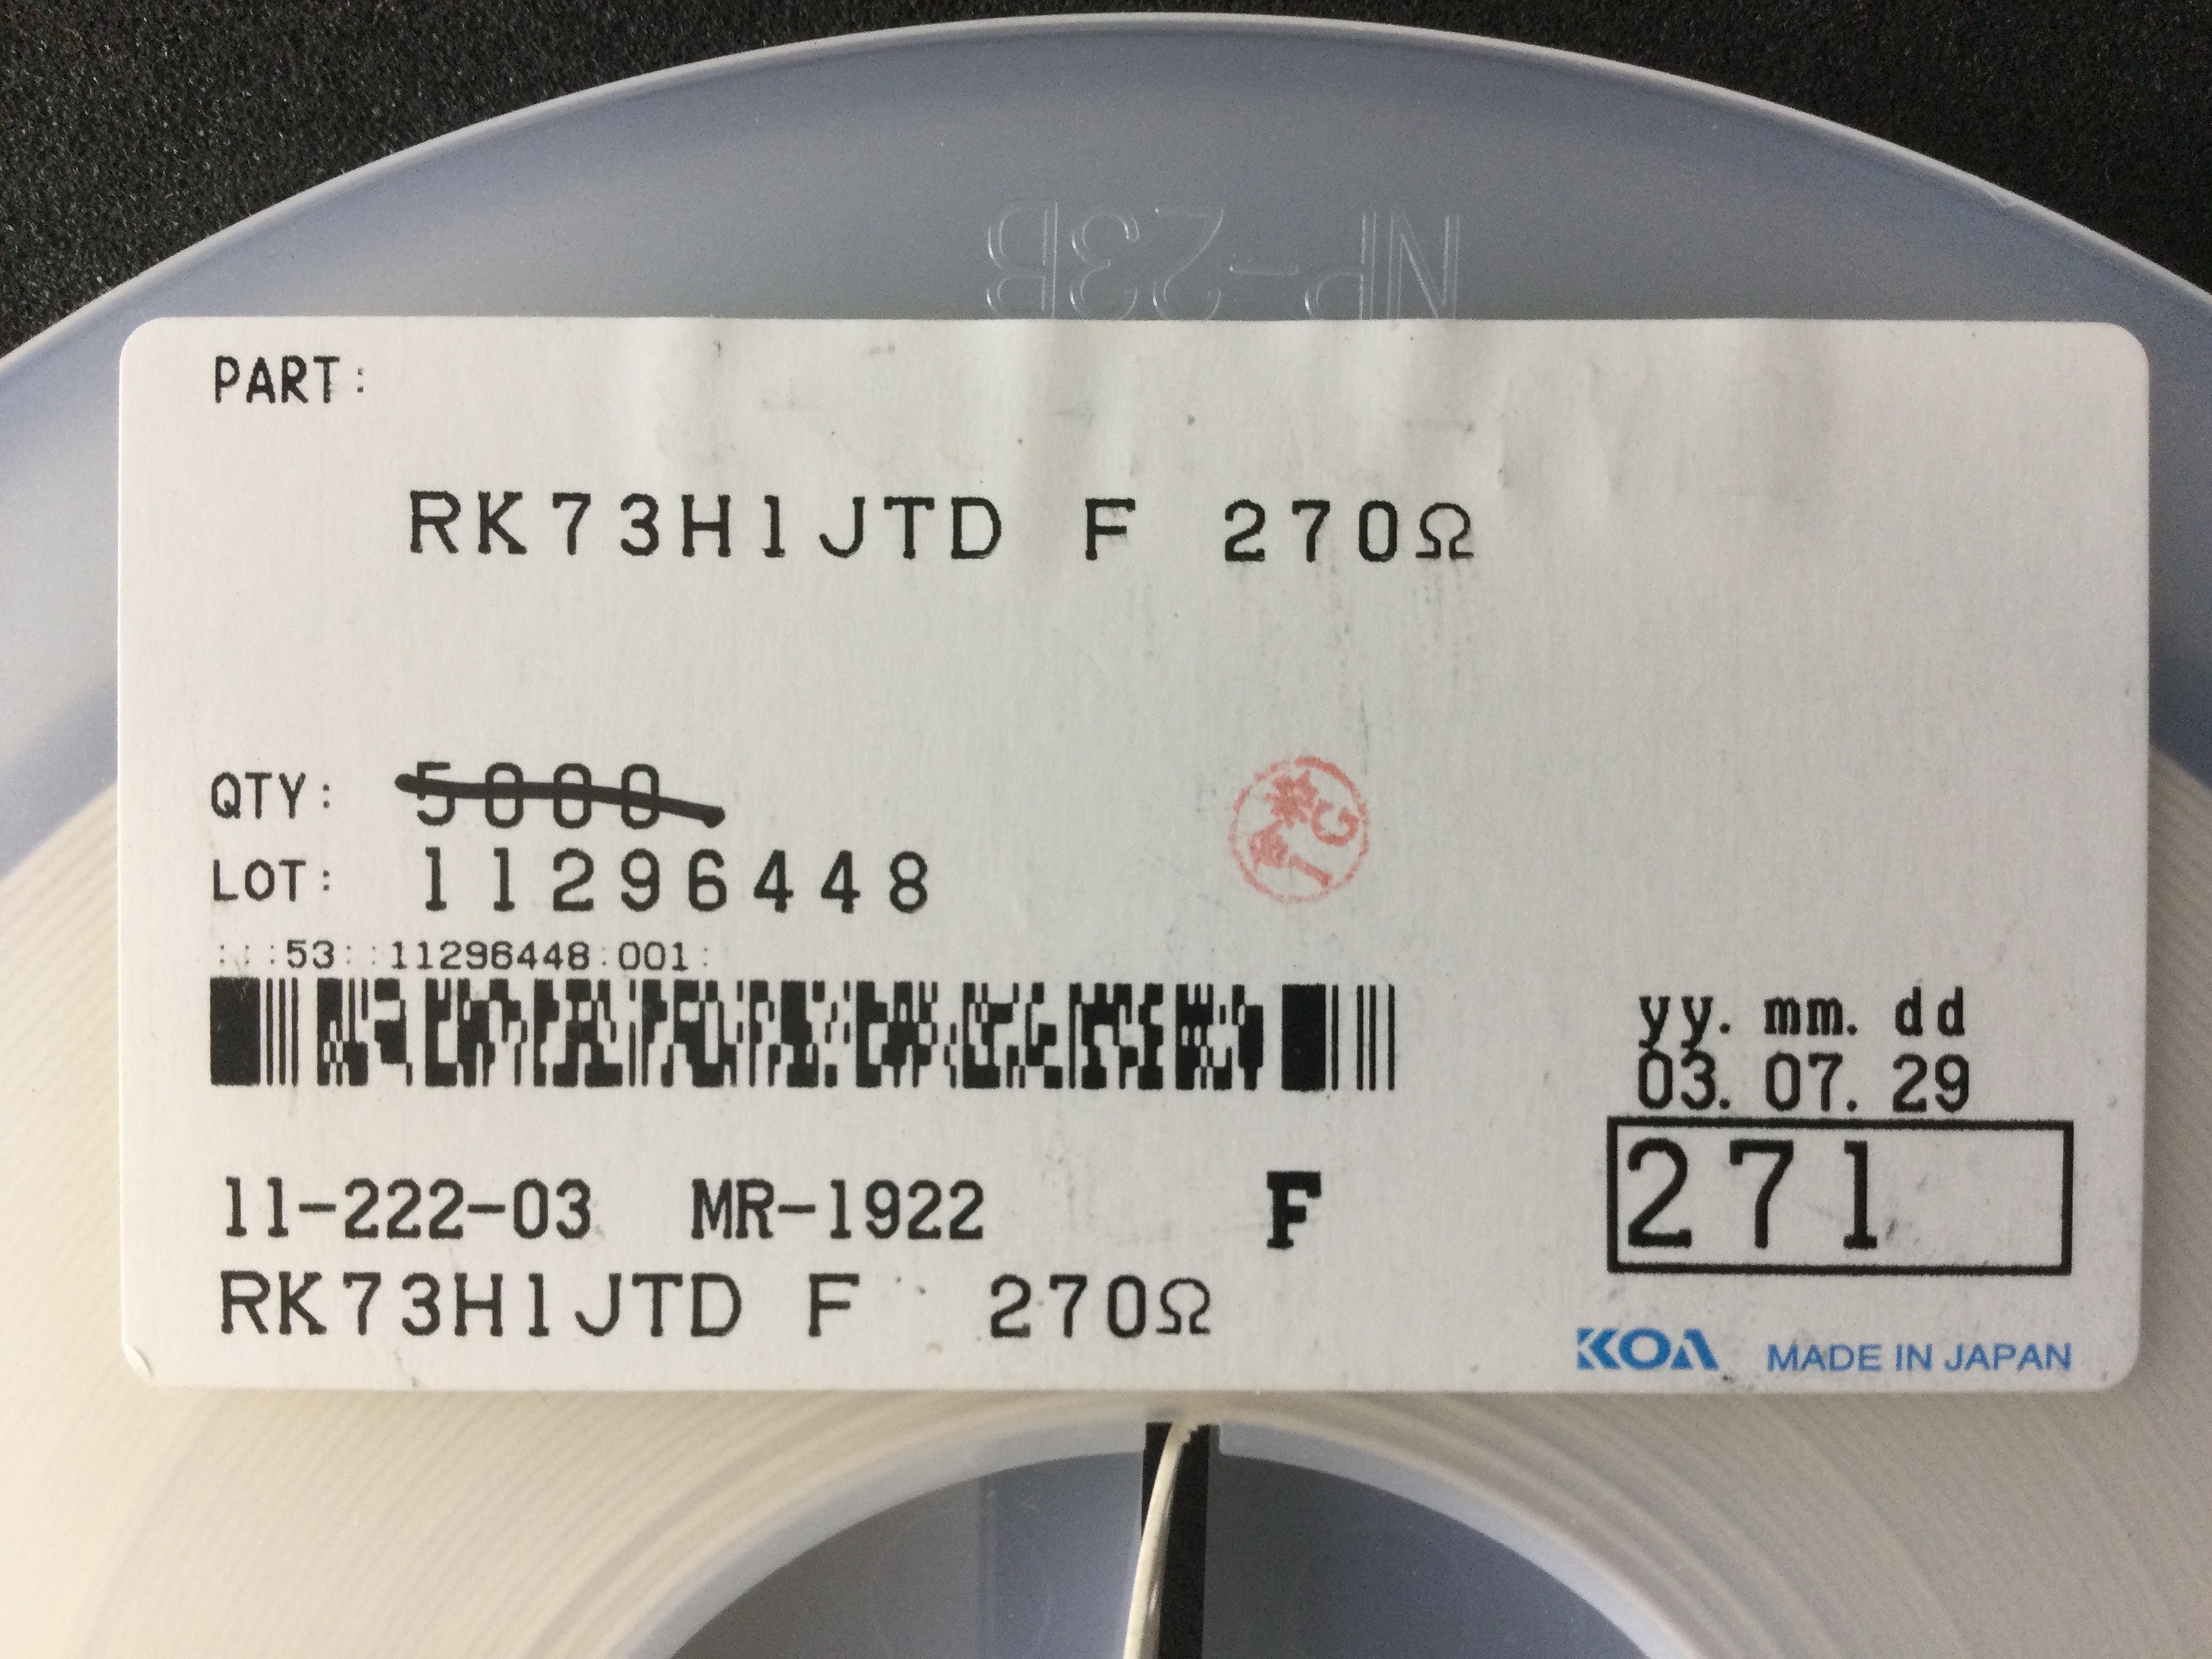 NP-23B
PART:
RK73H1JTD F 270Ω
QTY: 5000
LOT: 11296448
:::53::11296448:001:
yy. mm. dd
03. 07. 29
271
11-222-03 MR-1922 F
RK73H1JTD F 270Ω
KOA MADE IN JAPAN